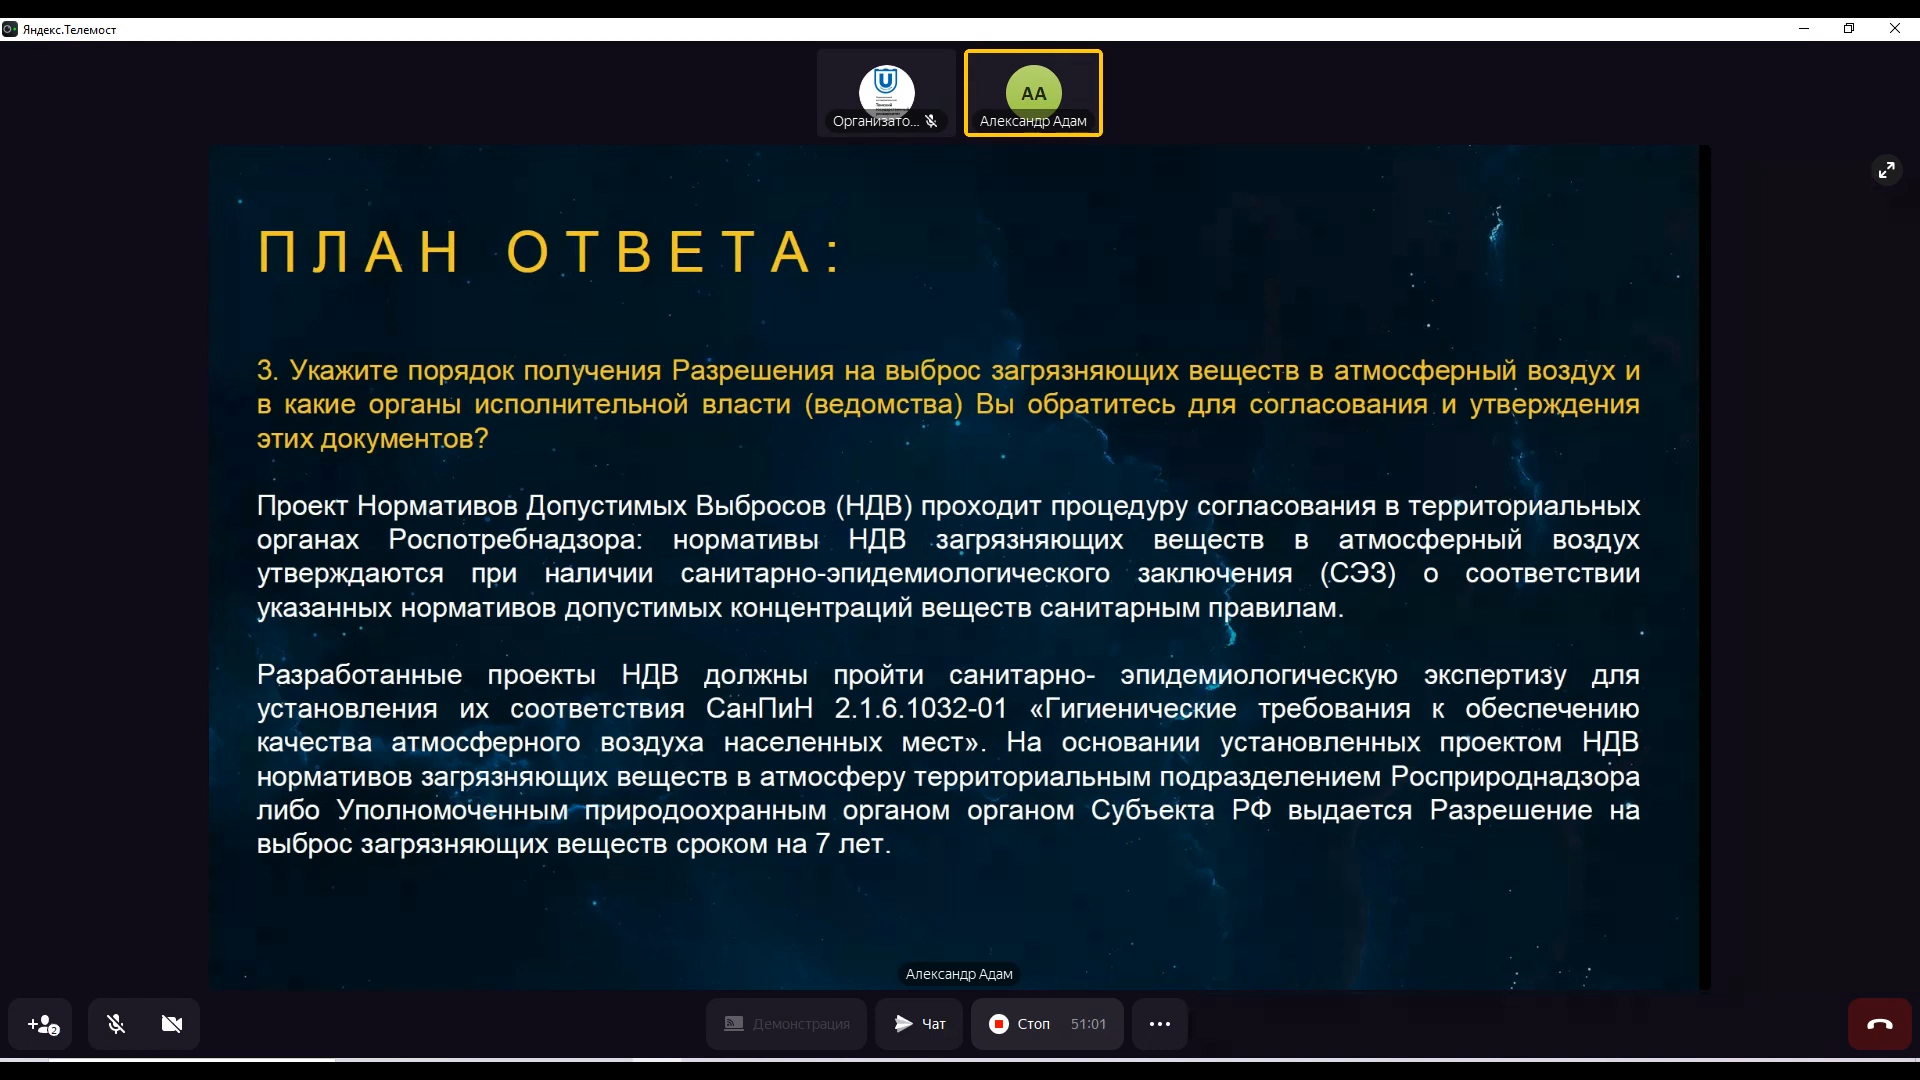 Яндекс.Телемост
Организато...
АА
Александр Адам
ПЛАН ОТВЕТА:
3. Укажите порядок получения Разрешения на выброс загрязняющих веществ в атмосферный воздух и
в какие органы исполнительной власти (ведомства) Вы обратитесь для согласования и утверждения
этих документов?
Проект Нормативов Допустимых Выбросов (НДВ) проходит процедуру согласования в территориальных
органах Роспотребнадзора: нормативы НДВ загрязняющих веществ в атмосферный воздух
утверждаются при наличии санитарно-эпидемиологического заключения (СЭЗ) о соответствии
указанных нормативов допустимых концентраций веществ санитарным правилам.
Разработанные проекты НДВ должны пройти санитарно- эпидемиологическую экспертизу для
установления их соответствия СанПиН 2.1.6.1032-01 «Гигиенические требования к обеспечению
качества атмосферного воздуха населенных мест». На основании установленных проектом НДВ
нормативов загрязняющих веществ в атмосферу территориальным подразделением Росприроднадзора
либо Уполномоченным природоохранным органом органом Субъекта РФ выдается Разрешение на
выброс загрязняющих веществ сроком на 7 лет.
Александр Адам
2
Демонстрация
Чат
Стоп 51:01